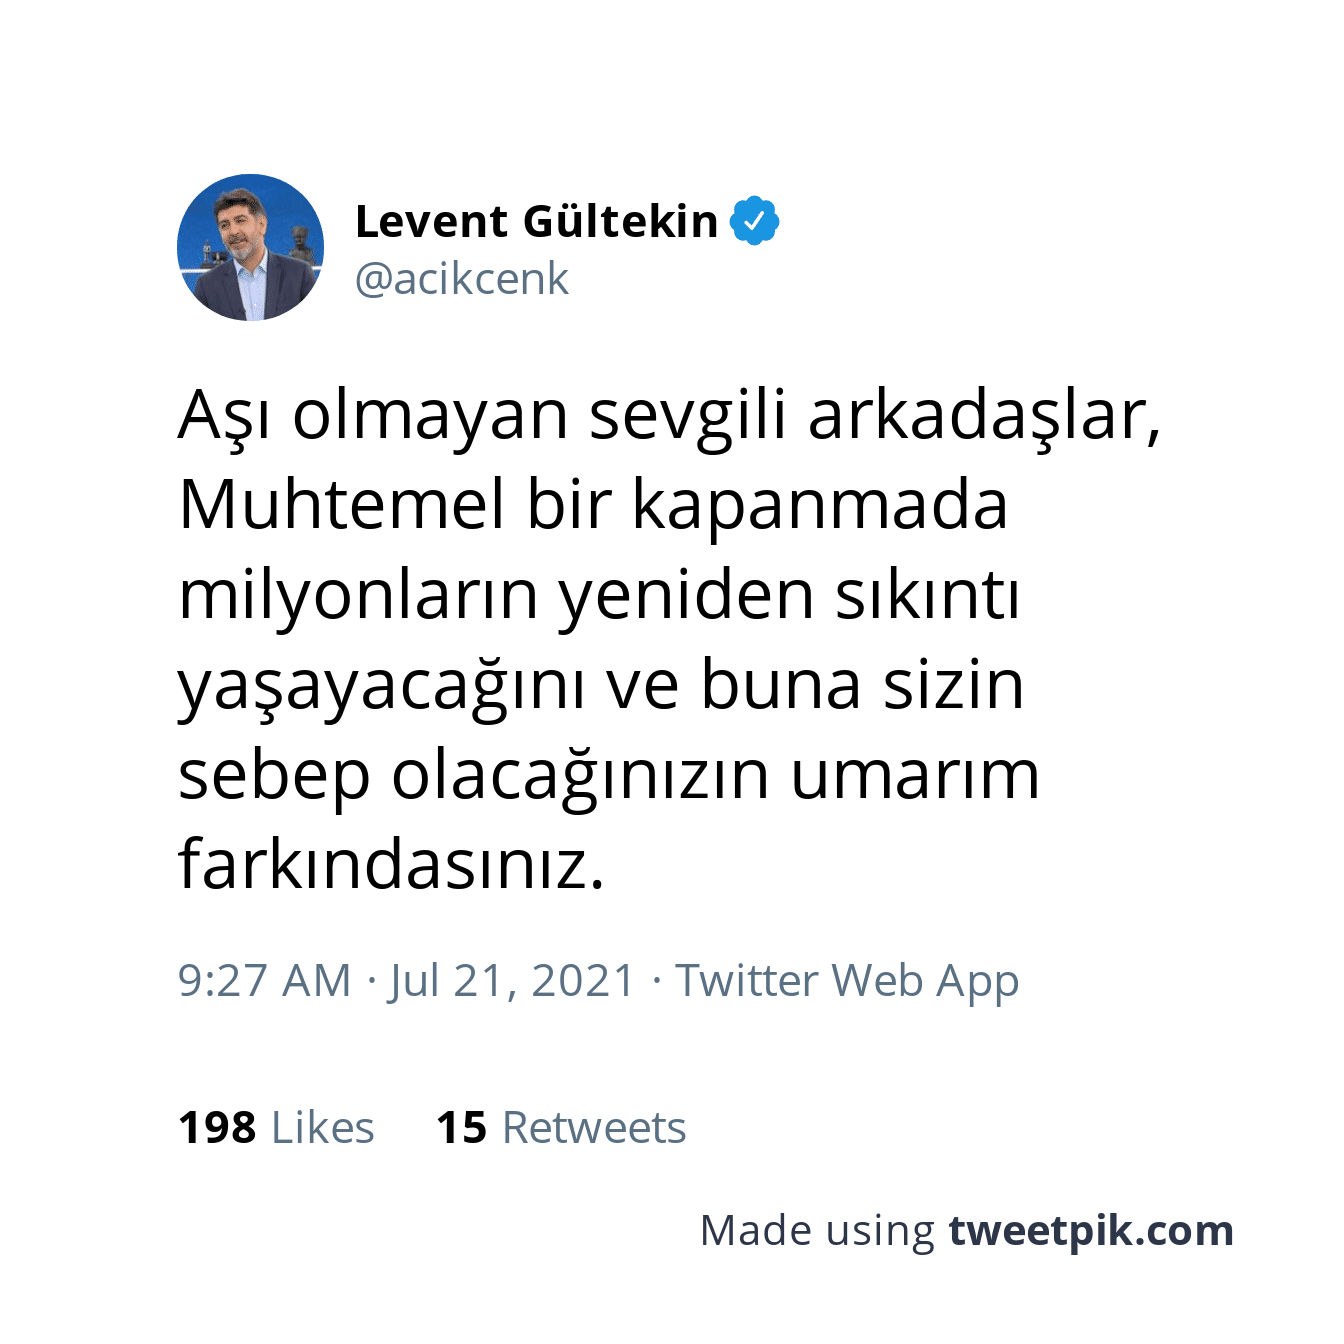 Levent Gültekin
@acikcenk
Aşı olmayan sevgili arkadaşlar,
Muhtemel bir kapanmada
milyonların yeniden sıkıntı
yaşayacağını ve buna sizin
sebep olacağınızın umarım
farkındasınız.
9:27 AM · Jul 21, 2021 · Twitter Web App
198 Likes 15 Retweets
Made using tweetpik.com